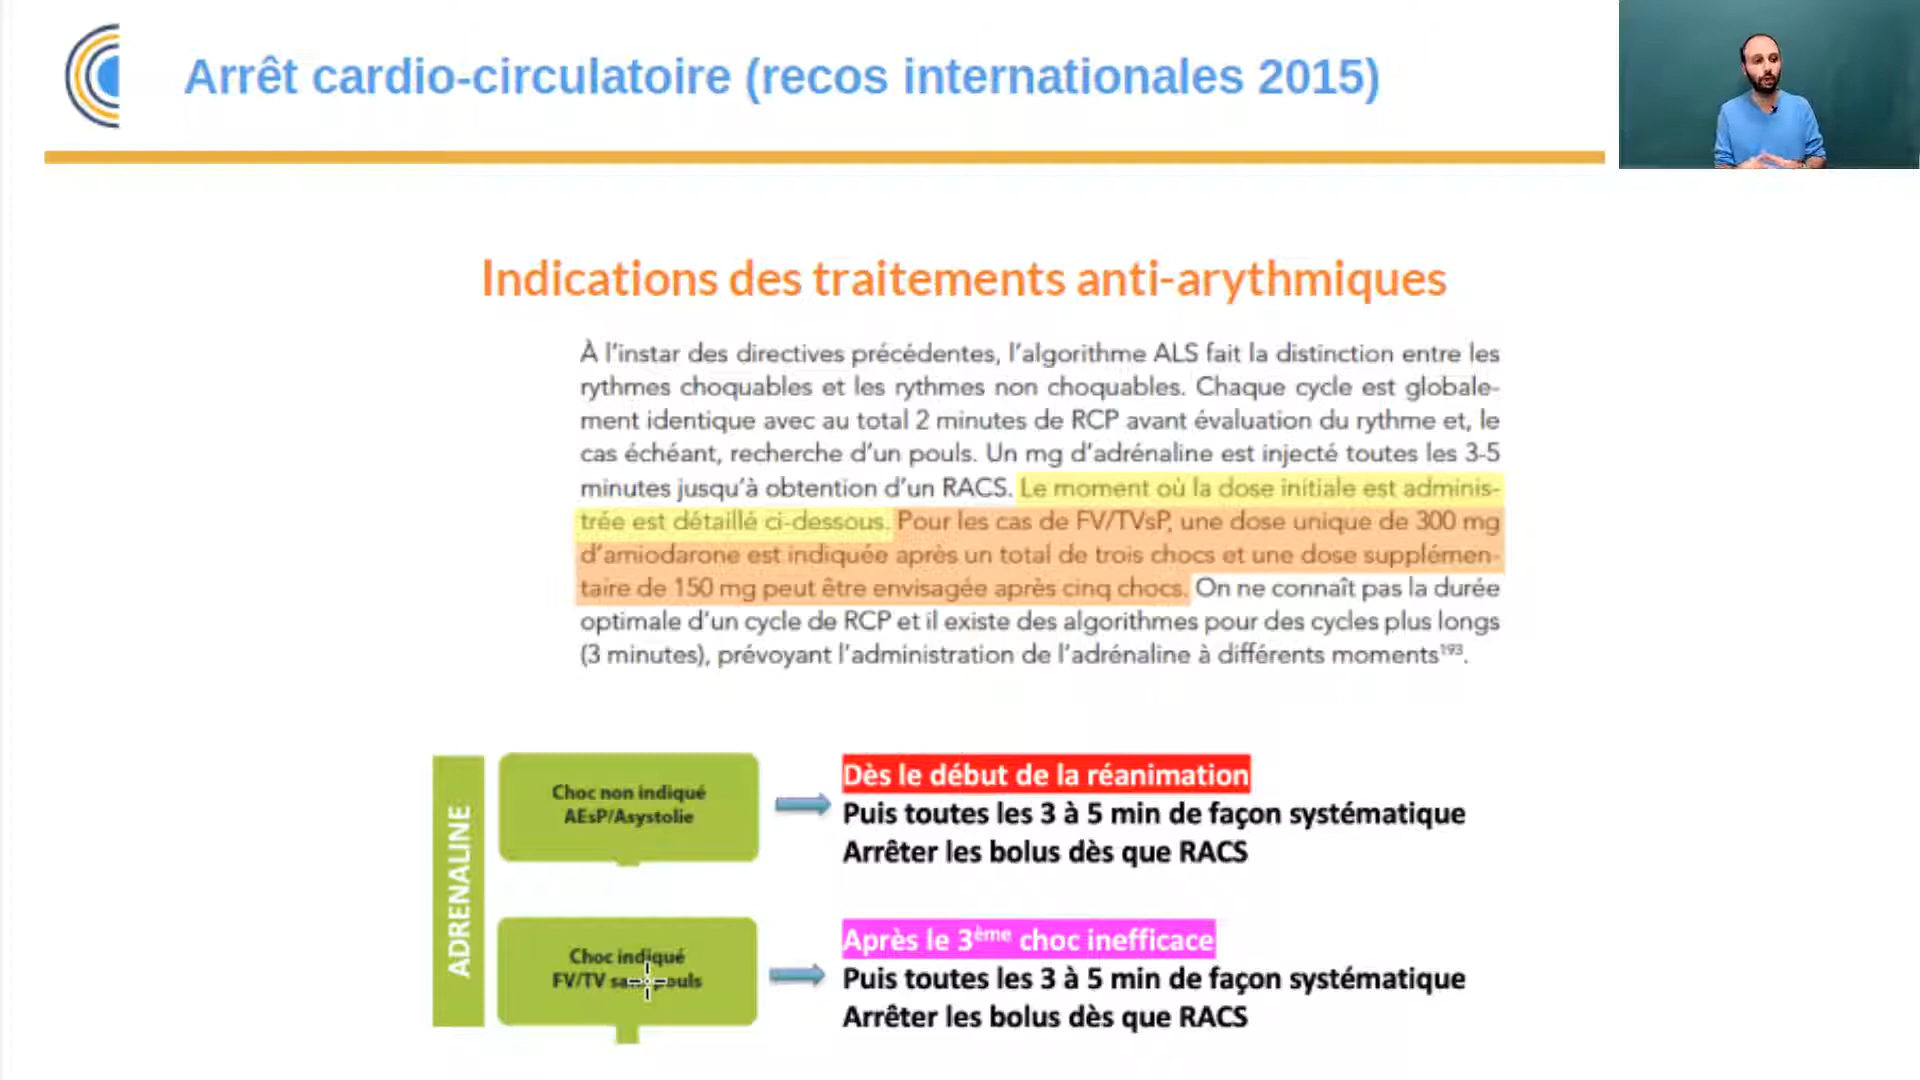 Arrêt cardio-circulatoire (recos internationales 2015)
Indications des traitements anti-arythmiques
À l'instar des directives précédentes, l'algorithme ALS fait la distinction entre les
rythmes choquables et les rythmes non choquables. Chaque cycle est globale-
ment identique avec au total 2 minutes de RCP avant évaluation du rythme et, le
cas échéant, recherche d'un pouls. Un mg d'adrénaline est injecté toutes les 3-5
minutes jusqu'à obtention d'un RACS. Le moment où la dose initiale est adminis-
trée est détaillé ci-dessous. Pour les cas de FV/TVsP, une dose unique de 300 mg
d'amiodarone est indiquée après un total de trois chocs et une dose supplémen-
taire de 150 mg peut être envisagée après cinq chocs. On ne connaît pas la durée
optimale d'un cycle de RCP et il existe des algorithmes pour des cycles plus longs
(3 minutes), prévoyant l'administration de l'adrénaline à différents moments¹⁹³.
ADRENALINE
Choc non indiqué
AEsP/Asystolie
Dès le début de la réanimation
Puis toutes les 3 à 5 min de façon systématique
Arrêter les bolus dès que RACS
Choc indiqué
FV/TV sans pouls
Après le 3ème choc inefficace
Puis toutes les 3 à 5 min de façon systématique
Arrêter les bolus dès que RACS